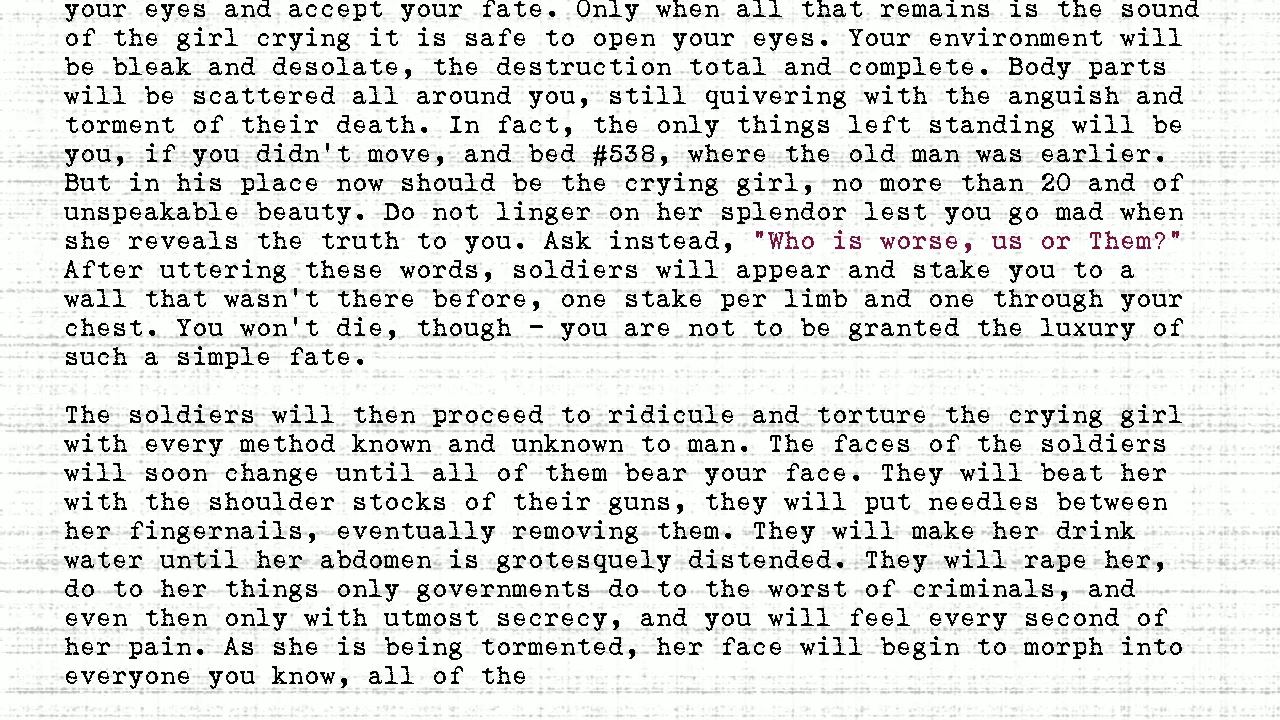 your eyes and accept your fate. Only when all that remains is the sound
of the girl crying it is safe to open your eyes. Your environment will
be bleak and desolate, the destruction total and complete. Body parts
will be scattered all around you, still quivering with the anguish and
torment of their death. In fact, the only things left standing will be
you, if you didn't move, and bed #538, where the old man was earlier.
But in his place now should be the crying girl, no more than 20 and of
unspeakable beauty. Do not linger on her splendor lest you go mad when
she reveals the truth to you. Ask instead, "Who is worse, us or Them?"
After uttering these words, soldiers will appear and stake you to a
wall that wasn't there before, one stake per limb and one through your
chest. You won't die, though – you are not to be granted the luxury of
such a simple fate.

The soldiers will then proceed to ridicule and torture the crying girl
with every method known and unknown to man. The faces of the soldiers
will soon change until all of them bear your face. They will beat her
with the shoulder stocks of their guns, they will put needles between
her fingernails, eventually removing them. They will make her drink
water until her abdomen is grotesquely distended. They will rape her,
do to her things only governments do to the worst of criminals, and
even then only with utmost secrecy, and you will feel every second of
her pain. As she is being tormented, her face will begin to morph into
everyone you know, all of the